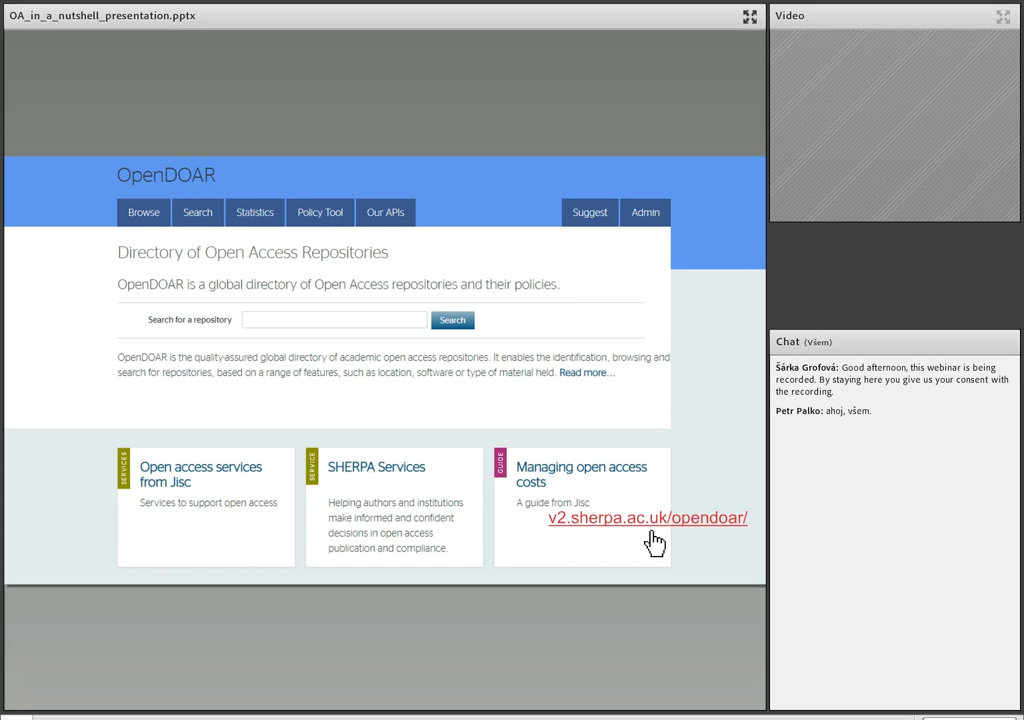 OA_in_a_nutshell_presentation.pptx
OpenDOAR
Browse
Search
Statistics
Policy Tool
Our APIs
Suggest
Admin
Directory of Open Access Repositories
OpenDOAR is a global directory of Open Access repositories and their policies.
Search for a repository
Search
OpenDOAR is the quality-assured global directory of academic open access repositories. It enables the identification, browsing and
search for repositories, based on a range of features, such as location, software or type of material held. Read more...
SERVICES
Open access services
from Jisc
Services to support open access
SERVICE
SHERPA Services
Helping authors and institutions
make informed and confident
decisions in open access
publication and compliance.
GUIDE
Managing open access
costs
A guide from Jisc
v2.sherpa.ac.uk/opendoar/
Video
Chat (Všem)
Šárka Grofová: Good afternoon, this webinar is being
recorded. By staying here you give us your consent with
the recording.
Petr Palko: ahoj, všem.